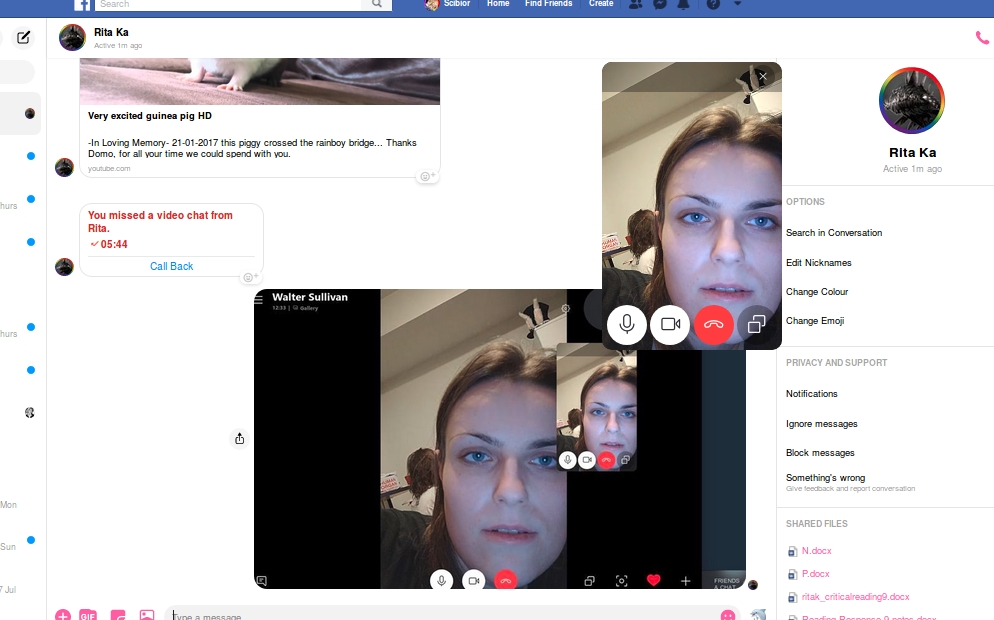 Search
Scibior
Home
Find Friends
Create
Rita Ka
Active 1m ago
Very excited guinea pig HD
-In Loving Memory- 21-01-2017 this piggy crossed the rainboy bridge... Thanks
Domo, for all your time we could spend with you.
youtube.com
You missed a video chat from
Rita.
05:44
Call Back
Walter Sullivan
12:33 | Gallery
FRIENDS
& CHAT
GIF
Type a message
hurs
hurs
Mon
Sun
7 Jul
Rita Ka
Active 1m ago
OPTIONS
Search in Conversation
Edit Nicknames
Change Colour
Change Emoji
PRIVACY AND SUPPORT
Notifications
Ignore messages
Block messages
Something's wrong
Give feedback and report conversation
SHARED FILES
N.docx
P.docx
ritak_criticalreading9.docx
Reading Response 9 notes.docx